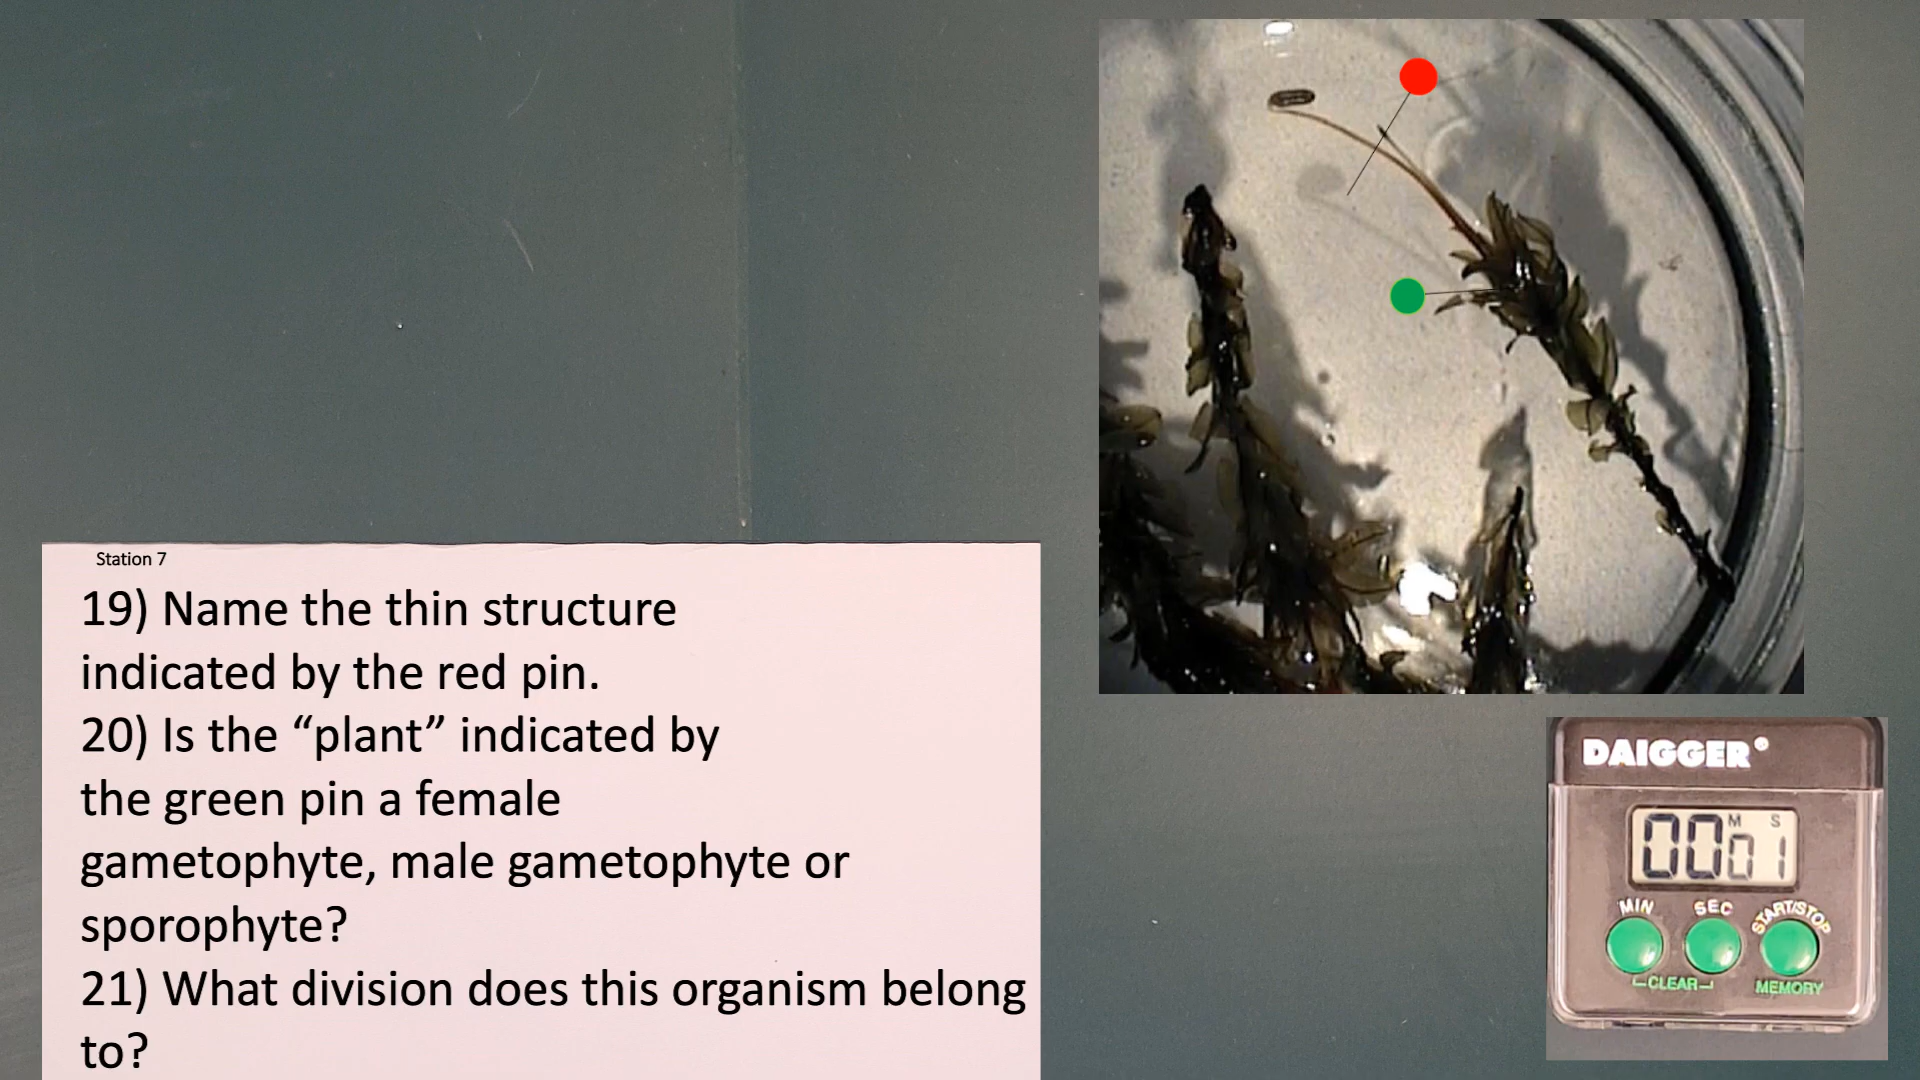 Station 7
19) Name the thin structure
indicated by the red pin.
20) Is the “plant” indicated by
the green pin a female
gametophyte, male gametophyte or
sporophyte?
21) What division does this organism belong
to?
DAIGGER®
M S
00 01
MIN SEC START/STOP
CLEAR MEMORY